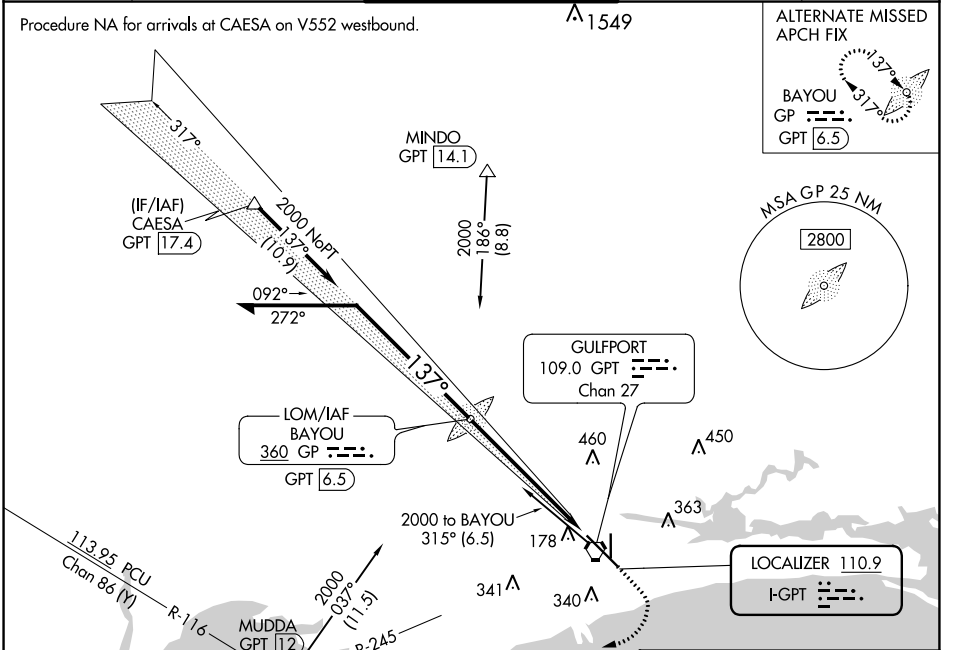 Procedure NA for arrivals at CAESA on V552 westbound.
1549
ALTERNATE MISSED
APCH FIX
137°
317°
BAYOU
GP
GPT 6.5
317°
MINDO
GPT 14.1
2000
186°
(8.8)
(IF/IAF)
CAESA
GPT 17.4
2000 NoPT
137°
(10.9)
MSA GP 25 NM
2800
092°
272°
137°
GULFPORT
109.0 GPT
Chan 27
LOM/IAF
BAYOU
360 GP
GPT 6.5
460
450
363
2000 to BAYOU
315° (6.5)
178
113.95 PCU
Chan 86 (Y)
R-116
2000
037°
(11.5)
341
340
LOCALIZER 110.9
I-GPT
MUDDA
GPT 12
R-245